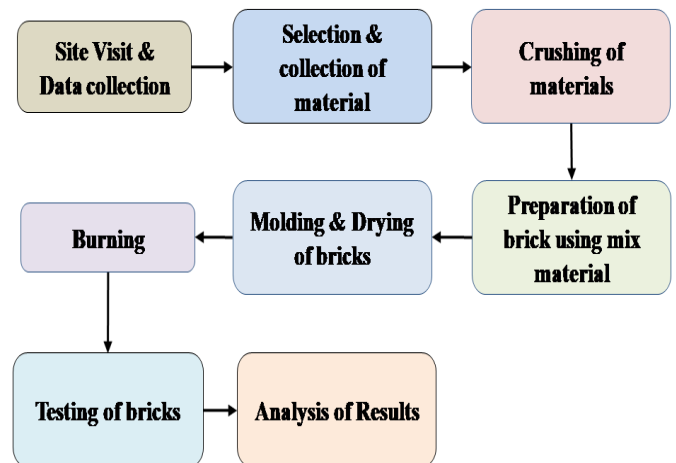 Site Visit &
Data collection
Selection &
collection of
material
Crushing of
materials
Preparation of
brick using mix
material
Molding & Drying
of bricks
Burning
Testing of bricks
Analysis of Results